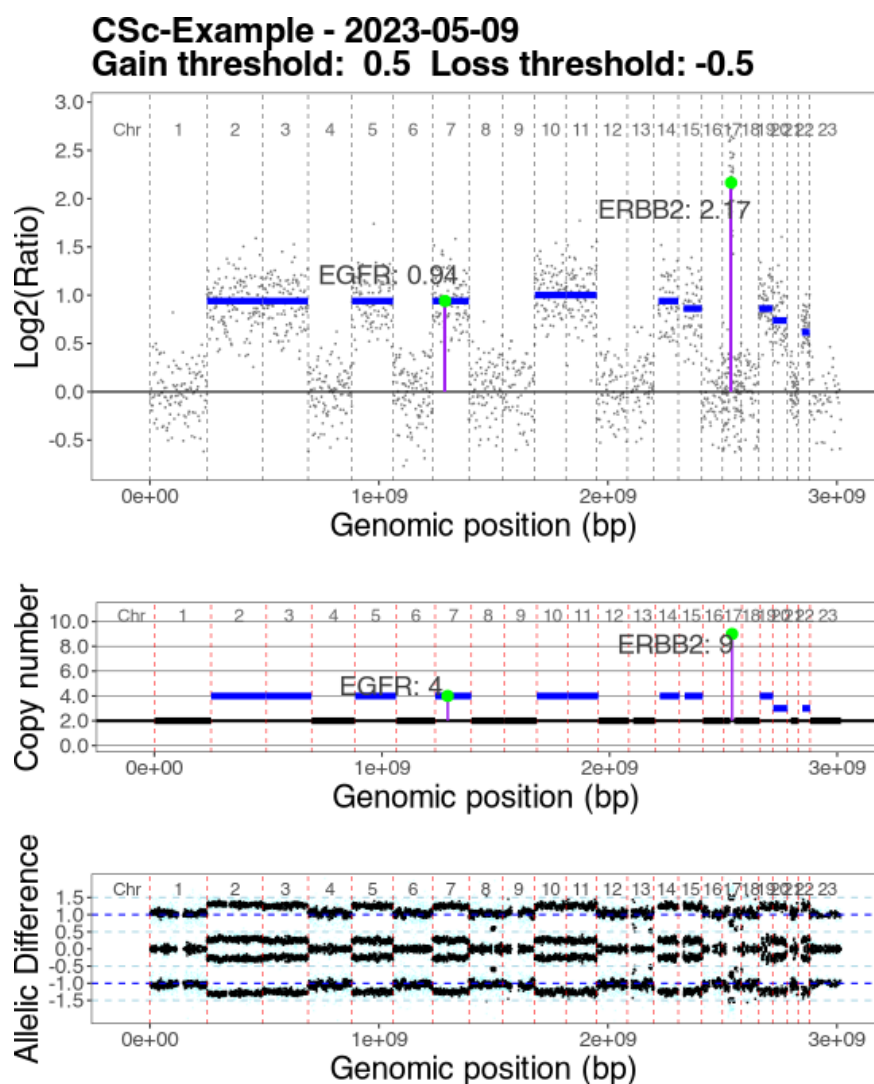 CSc-Example - 2023-05-09
Gain threshold:  0.5  Loss threshold: -0.5
Log2(Ratio)
3.0
2.5
2.0
1.5
1.0
0.5
0.0
-0.5
Chr 1 2 3 4 5 6 7 8 9 10 11 12 13 14 15 16 17 18 19 20 21 22 23
ERBB2: 2.17
EGFR: 0.94
0e+00 1e+09 2e+09 3e+09
Genomic position (bp)
Copy number
10.0
8.0
6.0
4.0
2.0
0.0
Chr 1 2 3 4 5 6 7 8 9 10 11 12 13 14 15 16 17 18 19 20 21 22 23
ERBB2: 9
EGFR: 4
0e+00 1e+09 2e+09 3e+09
Genomic position (bp)
Allelic Difference
1.5
1.0
0.5
0.0
-0.5
-1.0
-1.5
Chr 1 2 3 4 5 6 7 8 9 10 11 12 13 14 15 16 17 18 19 20 21 22 23
0e+00 1e+09 2e+09 3e+09
Genomic position (bp)